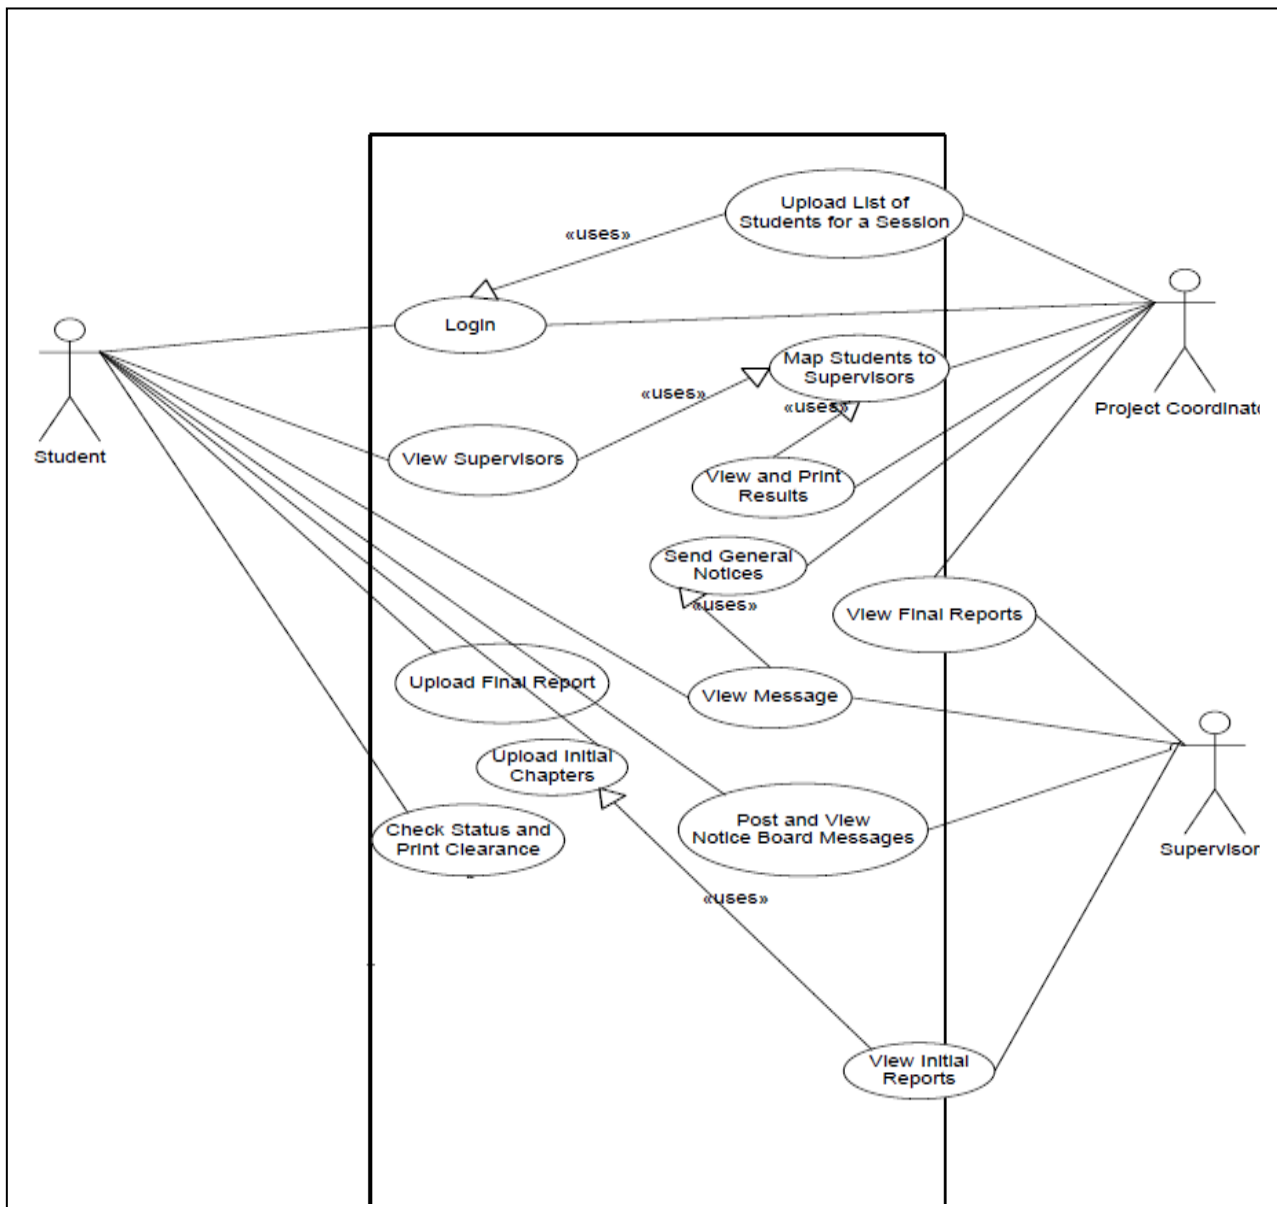 Upload List of
Students for a Session
«uses»
Login
Map Students to
Supervisors
«uses»
«uses»
Project Coordinato
Student
View Supervisors
View and Print
Results
Send General
Notices
«uses»
View Final Reports
Upload Final Report
View Message
Upload Initial
Chapters
Post and View
Notice Board Messages
Check Status and
Print Clearance
Supervisor
«uses»
View Initial
Reports